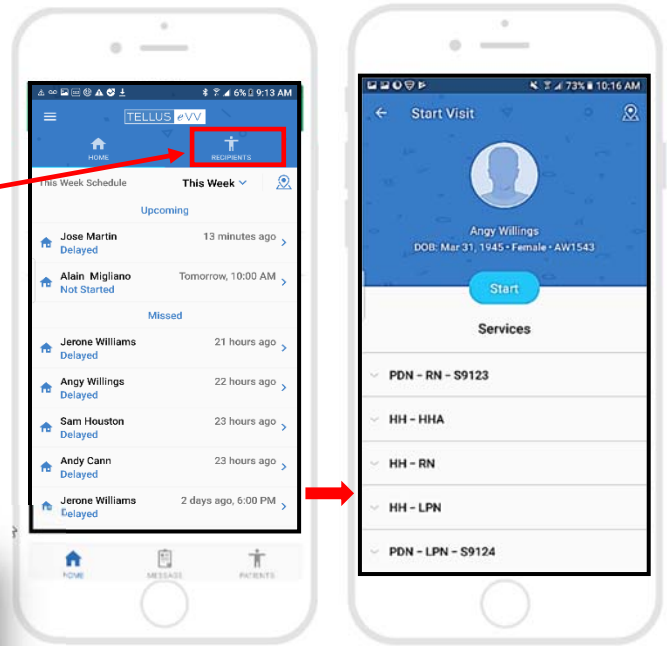 6% 9:13 AM
TELLUS eVV
HOME RECIPIENTS
This Week Schedule This Week
Upcoming
Jose Martin 13 minutes ago
Delayed
Alain Migliano Tomorrow, 10:00 AM
Not Started
Missed
Jerone Williams 21 hours ago
Delayed
Angy Willings 22 hours ago
Delayed
Sam Houston 23 hours ago
Delayed
Andy Cann 23 hours ago
Delayed
Jerone Williams 2 days ago, 6:00 PM
Delayed
HOME MESSAGE PATIENTS
73% 10:16 AM
Start Visit
Angy Willings
DOB: Mar 31, 1945 • Female • AW1543
Start
Services
PDN - RN - S9123
HH - HHA
HH - RN
HH - LPN
PDN - LPN - S9124